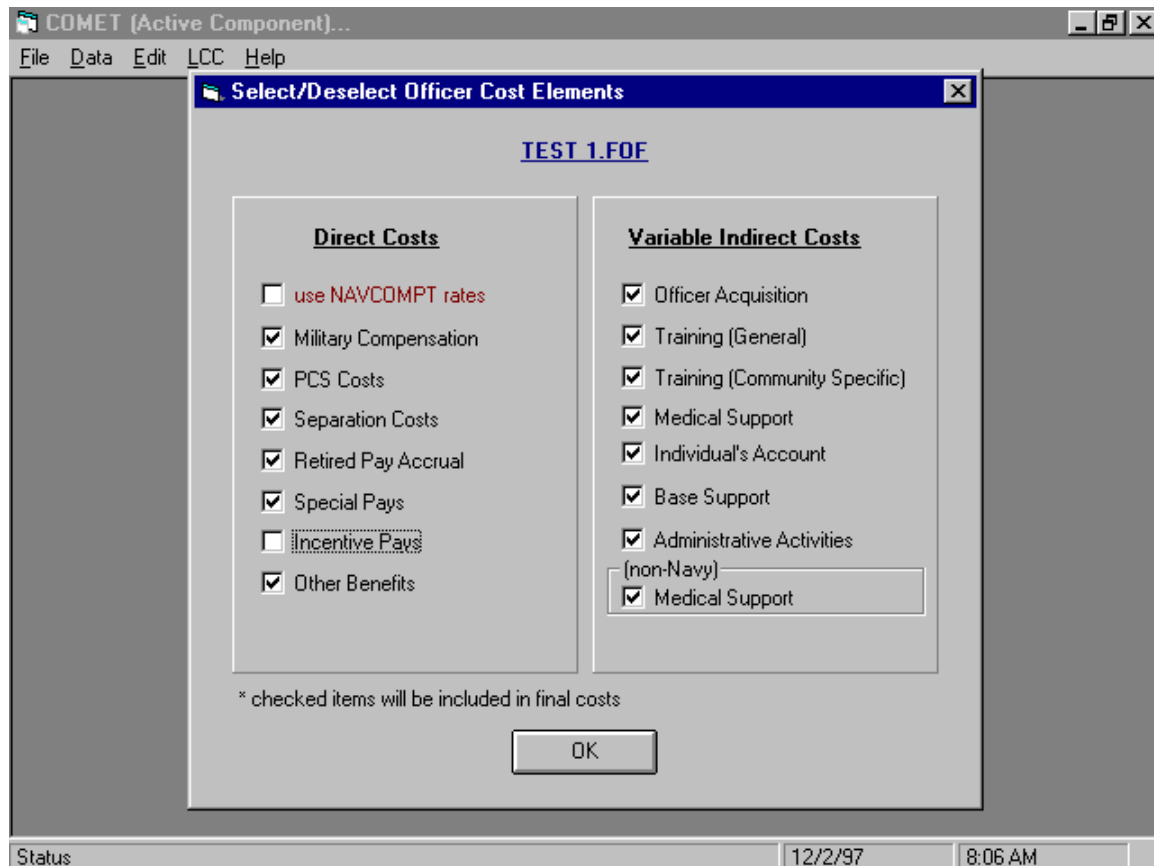 COMET (Active Component)...
File Data Edit LCC Help
Select/Deselect Officer Cost Elements
TEST 1.FOF
Direct Costs
use NAVCOMPT rates
Military Compensation
PCS Costs
Separation Costs
Retired Pay Accrual
Special Pays
Incentive Pays
Other Benefits
Variable Indirect Costs
Officer Acquisition
Training (General)
Training (Community Specific)
Medical Support
Individual's Account
Base Support
Administrative Activities
(non-Navy)
Medical Support
* checked items will be included in final costs
OK
Status 12/2/97 8:06 AM